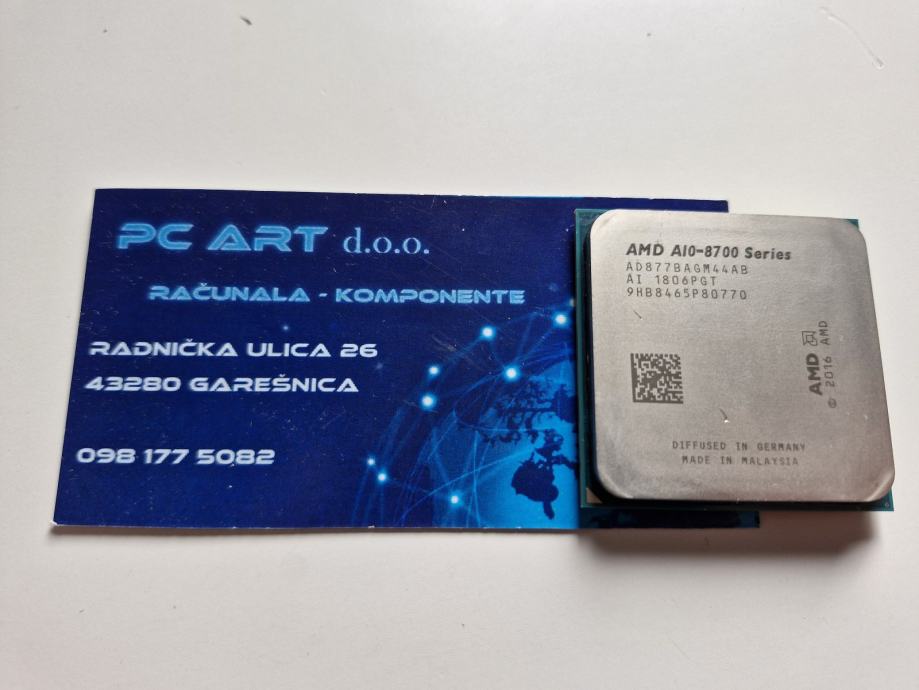 PC ART d.o.o.
RAČUNALA - KOMPONENTE
RADNIČKA ULICA 26
43280 GAREŠNICA
098 177 5082
AMD A10-8700 Series
AD877BAGM44AB
AI 1806PGT
9HB8465P80770
AMD
© 2016 AMD
DIFFUSED IN GERMANY
MADE IN MALAYSIA